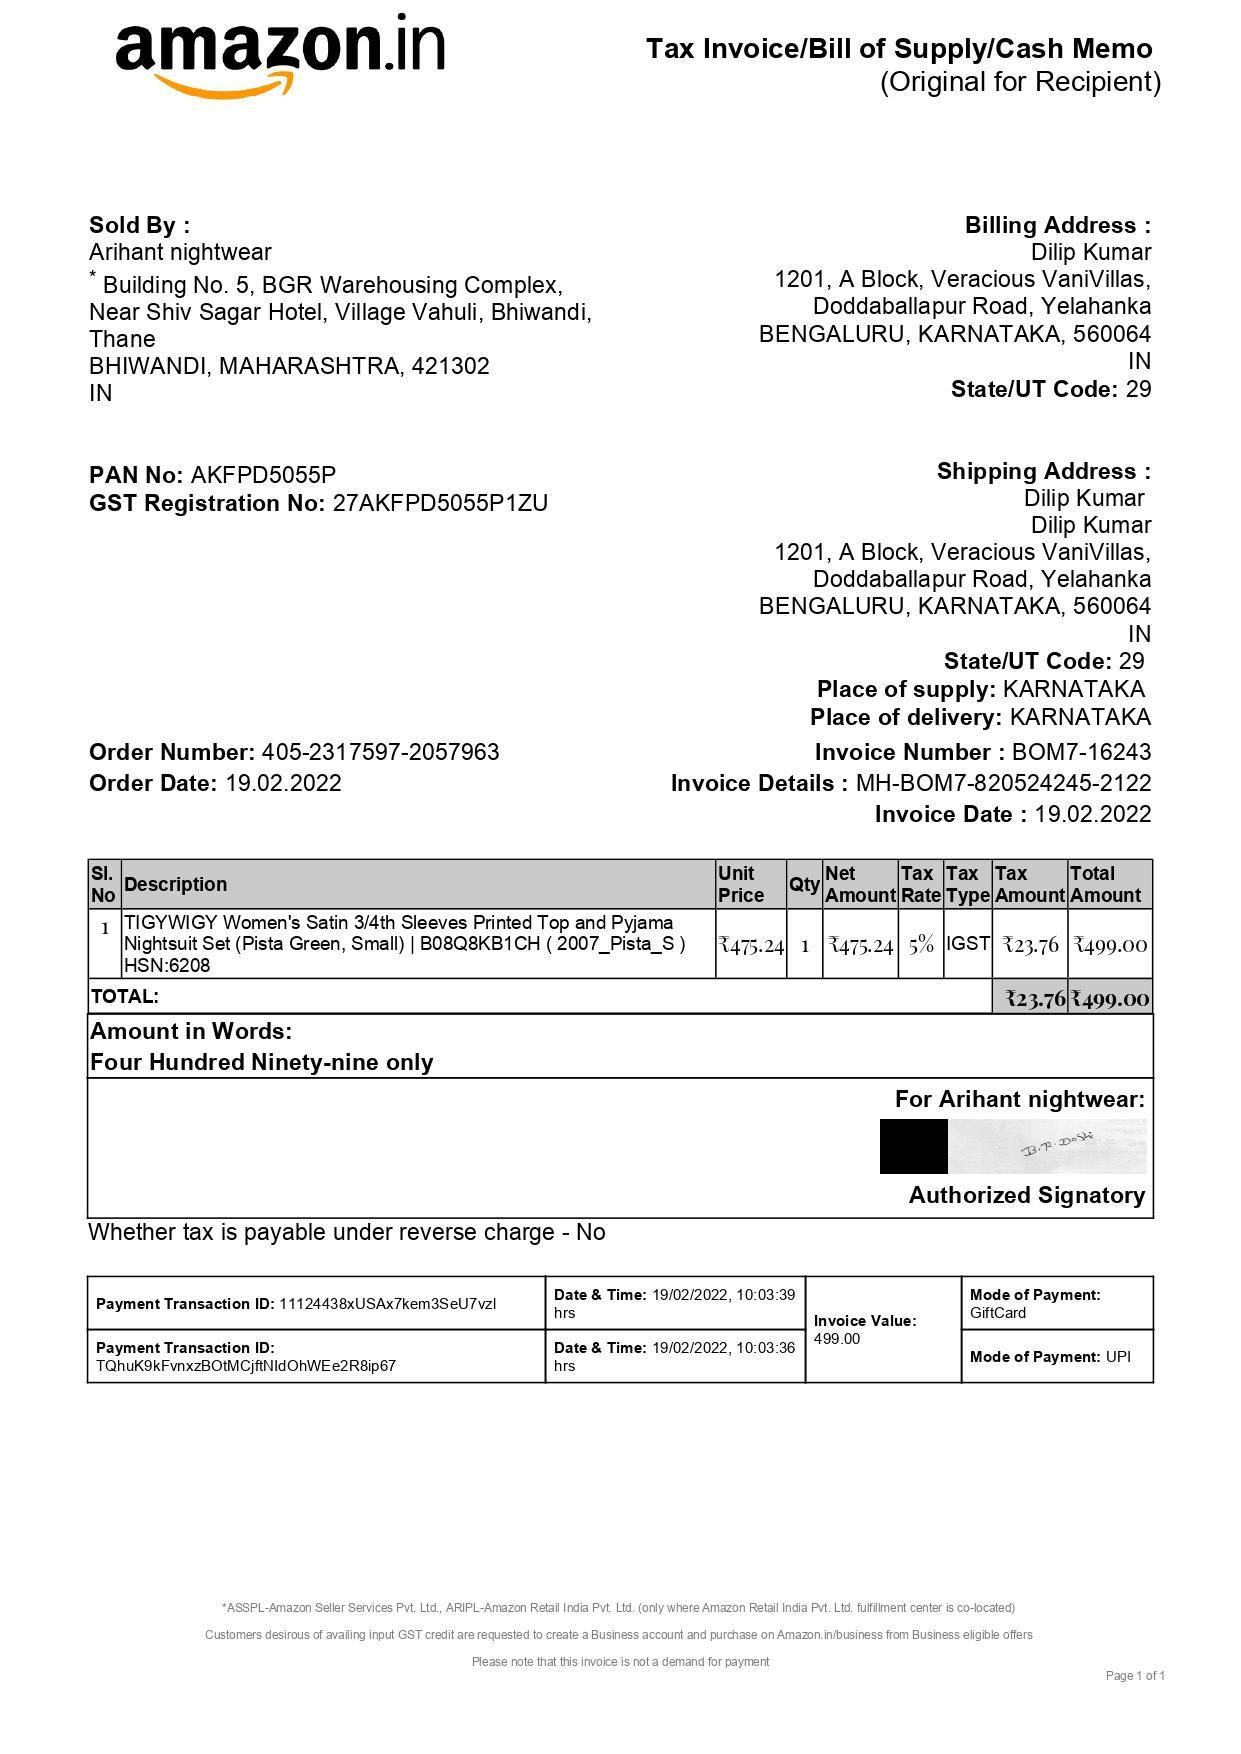 amazon.in
Tax Invoice/Bill of Supply/Cash Memo
(Original for Recipient)
Sold By :
Arihant nightwear
* Building No. 5, BGR Warehousing Complex,
Near Shiv Sagar Hotel, Village Vahuli, Bhiwandi,
Thane
BHIWANDI, MAHARASHTRA, 421302
IN
Billing Address :
Dilip Kumar
1201, A Block, Veracious VaniVillas,
Doddaballapur Road, Yelahanka
BENGALURU, KARNATAKA, 560064
IN
State/UT Code: 29
PAN No: AKFPD5055P
GST Registration No: 27AKFPD5055P1ZU
Shipping Address :
Dilip Kumar
Dilip Kumar
1201, A Block, Veracious VaniVillas,
Doddaballapur Road, Yelahanka
BENGALURU, KARNATAKA, 560064
IN
State/UT Code: 29
Place of supply: KARNATAKA
Place of delivery: KARNATAKA
Order Number: 405-2317597-2057963
Order Date: 19.02.2022
Invoice Number : BOM7-16243
Invoice Details : MH-BOM7-820524245-2122
Invoice Date : 19.02.2022
Sl. No Description Unit Price Qty Net Amount Tax Rate Tax Type Tax Amount Total Amount
1 TIGYWIGY Women's Satin 3/4th Sleeves Printed Top and Pyjama
Nightsuit Set (Pista Green, Small) | B08Q8KB1CH ( 2007_Pista_S ) ₹475.24 1 ₹475.24 5% IGST ₹23.76 ₹499.00
HSN:6208
TOTAL: ₹23.76 ₹499.00
Amount in Words:
Four Hundred Ninety-nine only
For Arihant nightwear:
B.R. Doshi
Authorized Signatory
Whether tax is payable under reverse charge - No
Payment Transaction ID: 11124438xUSAx7kem3SeU7vzl
Date & Time: 19/02/2022, 10:03:39
hrs
Invoice Value:
499.00
Mode of Payment:
GiftCard
Payment Transaction ID:
TQhuK9kFvnxzBOtMCjftNIdOhWEe2R8ip67
Date & Time: 19/02/2022, 10:03:36
hrs
Mode of Payment: UPI
*ASSPL-Amazon Seller Services Pvt. Ltd., ARIPL-Amazon Retail India Pvt. Ltd. (only where Amazon Retail India Pvt. Ltd. fulfillment center is co-located)
Customers desirous of availing input GST credit are requested to create a Business account and purchase on Amazon.in/business from Business eligible offers
Please note that this invoice is not a demand for payment
Page 1 of 1